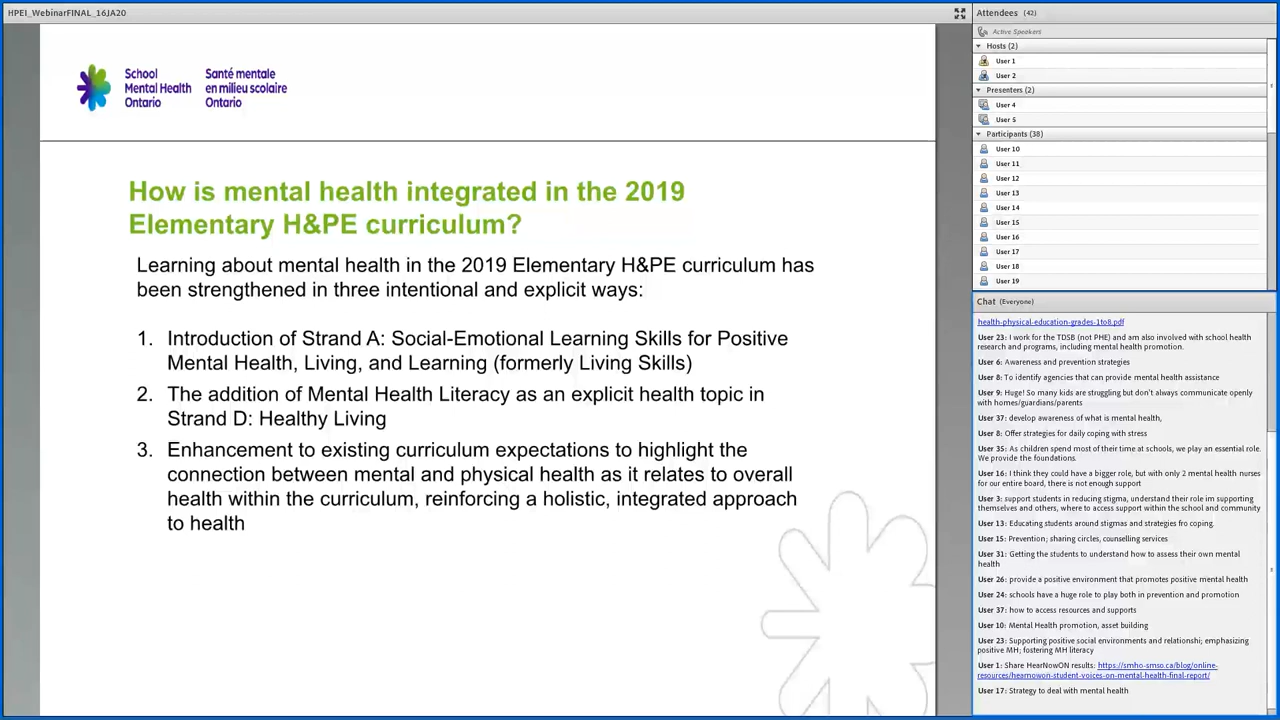 HPEI_WebinarFINAL_16JA20
School
Mental Health
Ontario
Santé mentale
en milieu scolaire
Ontario
How is mental health integrated in the 2019
Elementary H&PE curriculum?
Learning about mental health in the 2019 Elementary H&PE curriculum has
been strengthened in three intentional and explicit ways:
1. Introduction of Strand A: Social-Emotional Learning Skills for Positive
Mental Health, Living, and Learning (formerly Living Skills)
2. The addition of Mental Health Literacy as an explicit health topic in
Strand D: Healthy Living
3. Enhancement to existing curriculum expectations to highlight the
connection between mental and physical health as it relates to overall
health within the curriculum, reinforcing a holistic, integrated approach
to health
Attendees (42)
Active Speakers
Hosts (2)
User 1
User 2
Presenters (2)
User 4
User 5
Participants (38)
User 10
User 11
User 12
User 13
User 14
User 15
User 16
User 17
User 18
User 19
Chat (Everyone)
health-physical-education-grades-1to8.pdf
User 23: I work for the TDSB (not PHE) and am also involved with school health
research and programs, including mental health promotion.
User 6: Awareness and prevention strategies
User 8: To identify agencies that can provide mental health assistance
User 9: Huge! So many kids are struggling but don't always communicate openly
with homes/guardians/parents
User 37: develop awareness of what is mental health,
User 8: Offer strategies for daily coping with stress
User 35: As children spend most of their time at schools, we play an essential role.
We provide the foundations.
User 16: I think they could have a bigger role, but with only 2 mental health nurses
for our entire board, there is not enough support
User 3: support students in reducing stigma, understand their role im supporting
themselves and others, where to access support within the school and community
User 13: Educating students around stigmas and strategies fro coping.
User 15: Prevention; sharing circles, counselling services
User 31: Getting the students to understand how to assess their own mental
health
User 26: provide a positive environment that promotes positive mental health
User 24: schools have a huge role to play both in prevention and promotion
User 37: how to access resources and supports
User 10: Mental Health promotion, asset building
User 23: Supporting positive social environments and relationshi; emphasizing
positive MH; fostering MH literacy
User 1: Share HearNowON results: https://smho-smso.ca/blog/online-
resources/hearnowon-student-voices-on-mental-health-final-report/
User 17: Strategy to deal with mental health